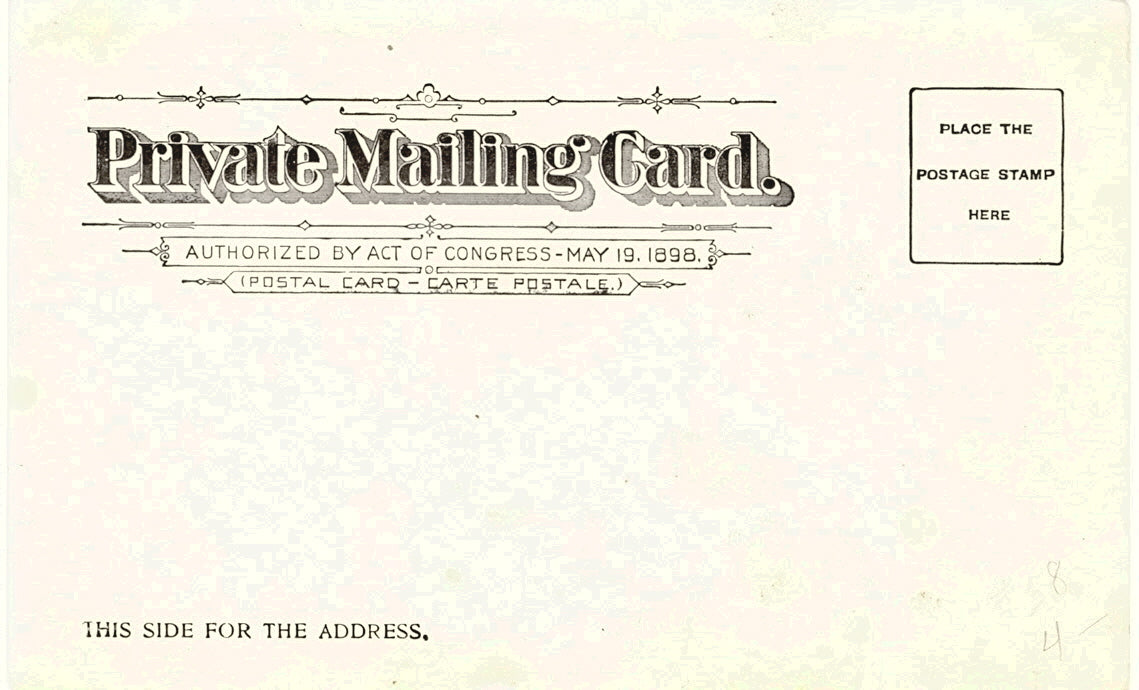 Private Mailing Card.
AUTHORIZED BY ACT OF CONGRESS-MAY 19, 1898.
(POSTAL CARD - CARTE POSTALE.)
PLACE THE
POSTAGE STAMP
HERE
THIS SIDE FOR THE ADDRESS.
8
4 -